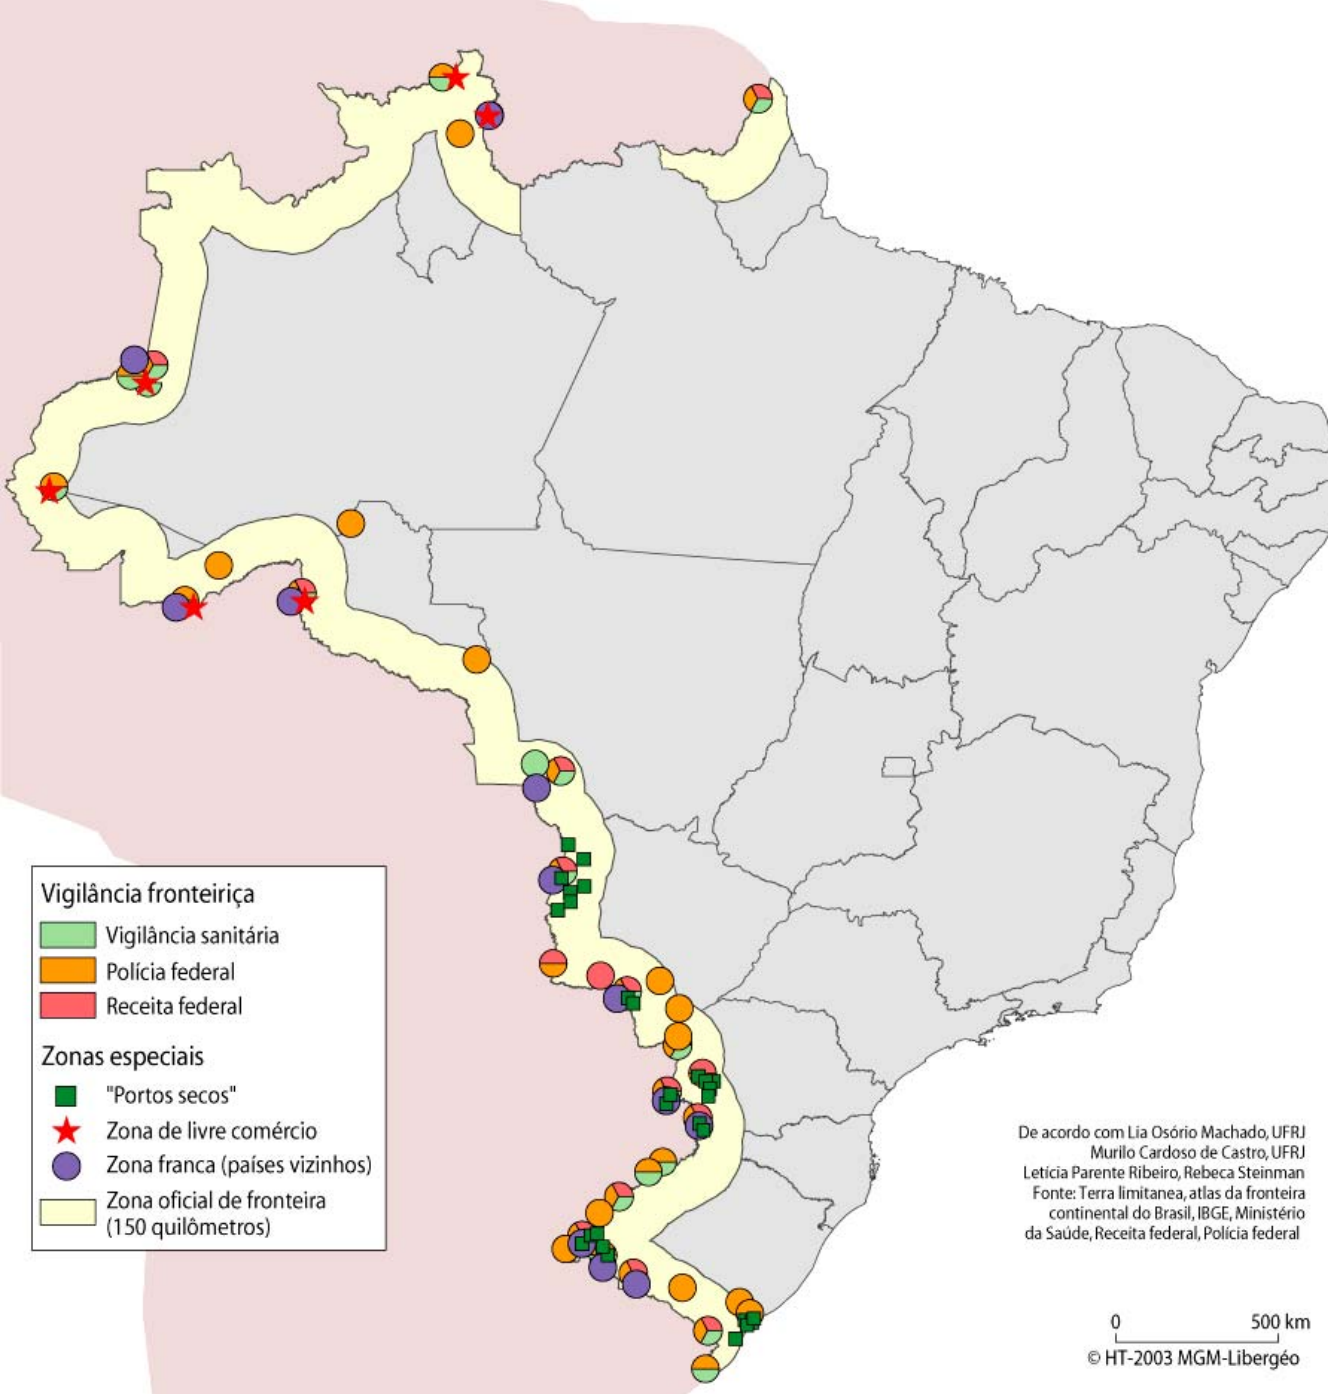 Vigilância fronteiriça
Vigilância sanitária
Polícia federal
Receita federal
Zonas especiais
"Portos secos"
Zona de livre comércio
Zona franca (países vizinhos)
Zona oficial de fronteira
(150 quilômetros)
De acordo com Lia Osório Machado, UFRJ
Murilo Cardoso de Castro, UFRJ
Letícia Parente Ribeiro, Rebeca Steinman
Fonte: Terra limitanea, atlas da fronteira
continental do Brasil, IBGE, Ministério
da Saúde, Receita federal, Polícia federal
0 500 km
© HT-2003 MGM-Libergéo